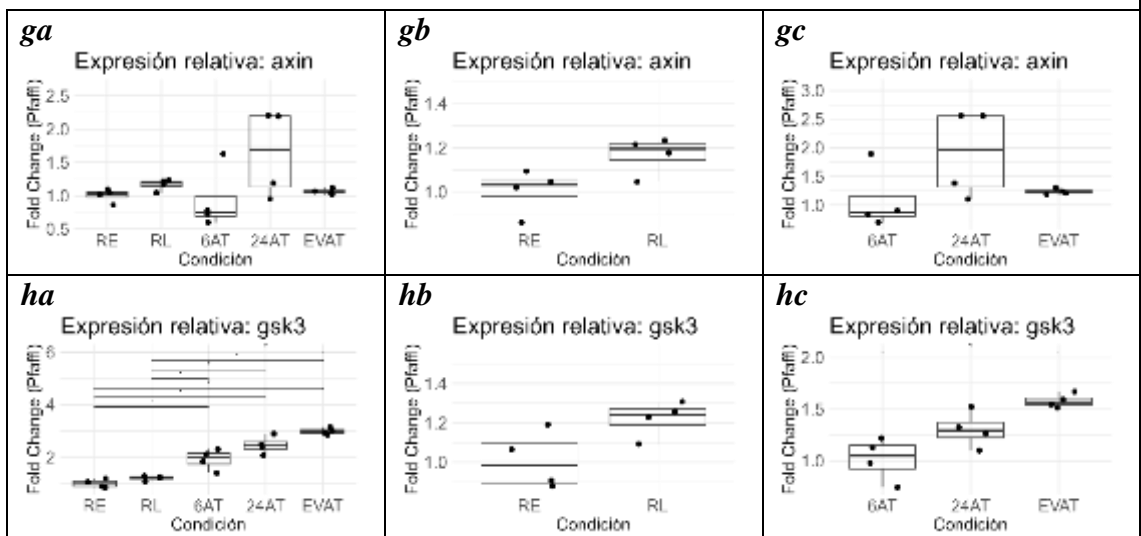 ga
Expresión relativa: axin
Fold Change (Pfaffl)
2.5
2.0
1.5
1.0
0.5
RE RL 6AT 24AT EVAT
Condición
gb
Expresión relativa: axin
Fold Change (Pfaffl)
1.4
1.2
1.0
RE RL
Condición
gc
Expresión relativa: axin
Fold Change (Pfaffl)
3.0
2.5
2.0
1.5
1.0
6AT 24AT EVAT
Condición
ha
Expresión relativa: gsk3
Fold Change (Pfaffl)
6
4
2
RE RL 6AT 24AT EVAT
Condición
hb
Expresión relativa: gsk3
Fold Change (Pfaffl)
1.4
1.2
1.0
RE RL
Condición
hc
Expresión relativa: gsk3
Fold Change (Pfaffl)
2.0
1.5
1.0
6AT 24AT EVAT
Condición